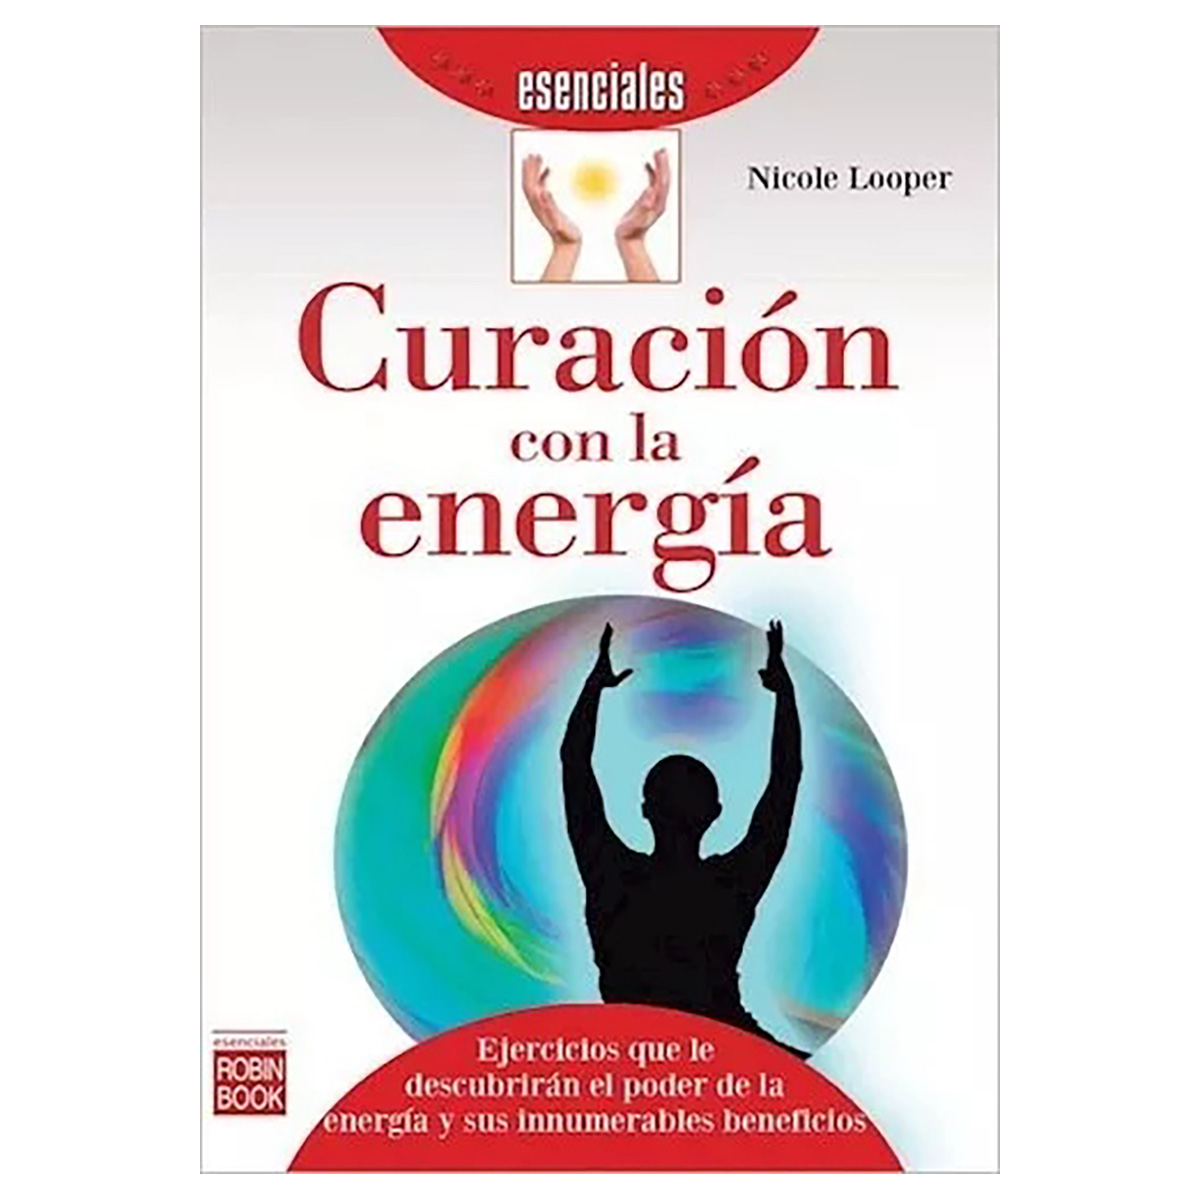 esenciales
Nicole Looper
Curación
con la
energía
Ejercicios que le
descubrirán el poder de la
energía y sus innumerables beneficios
esenciales
ROBIN
BOOK